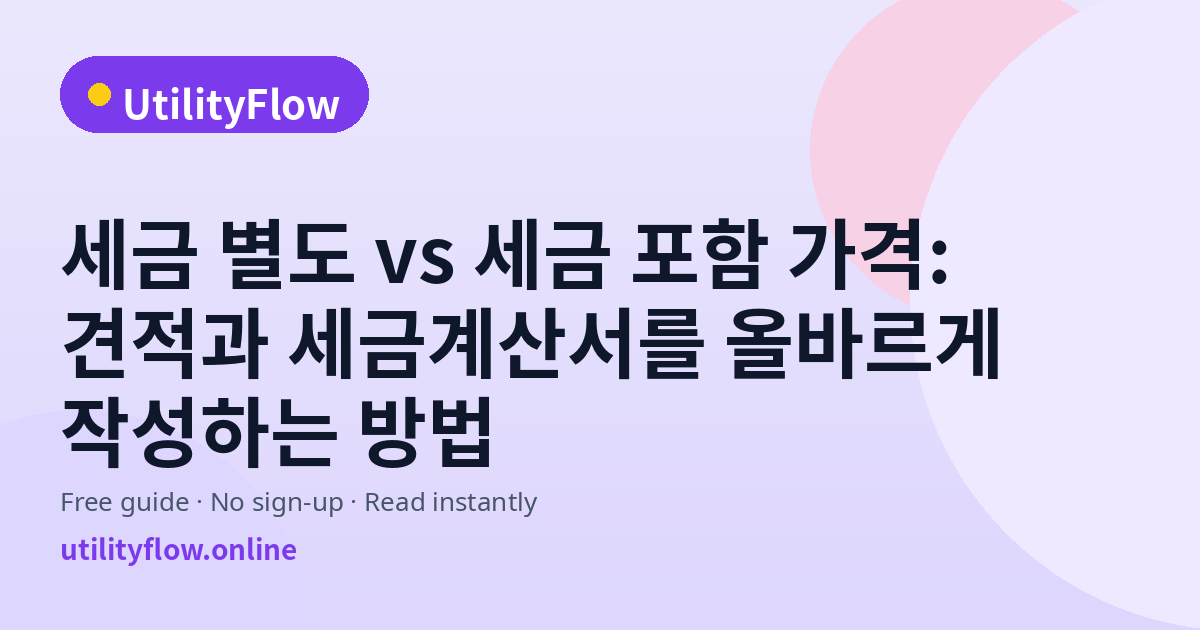 UtilityFlow
세금 별도 vs 세금 포함 가격:
견적과 세금계산서를 올바르게
작성하는 방법
Free guide · No sign-up · Read instantly
utilityflow.online